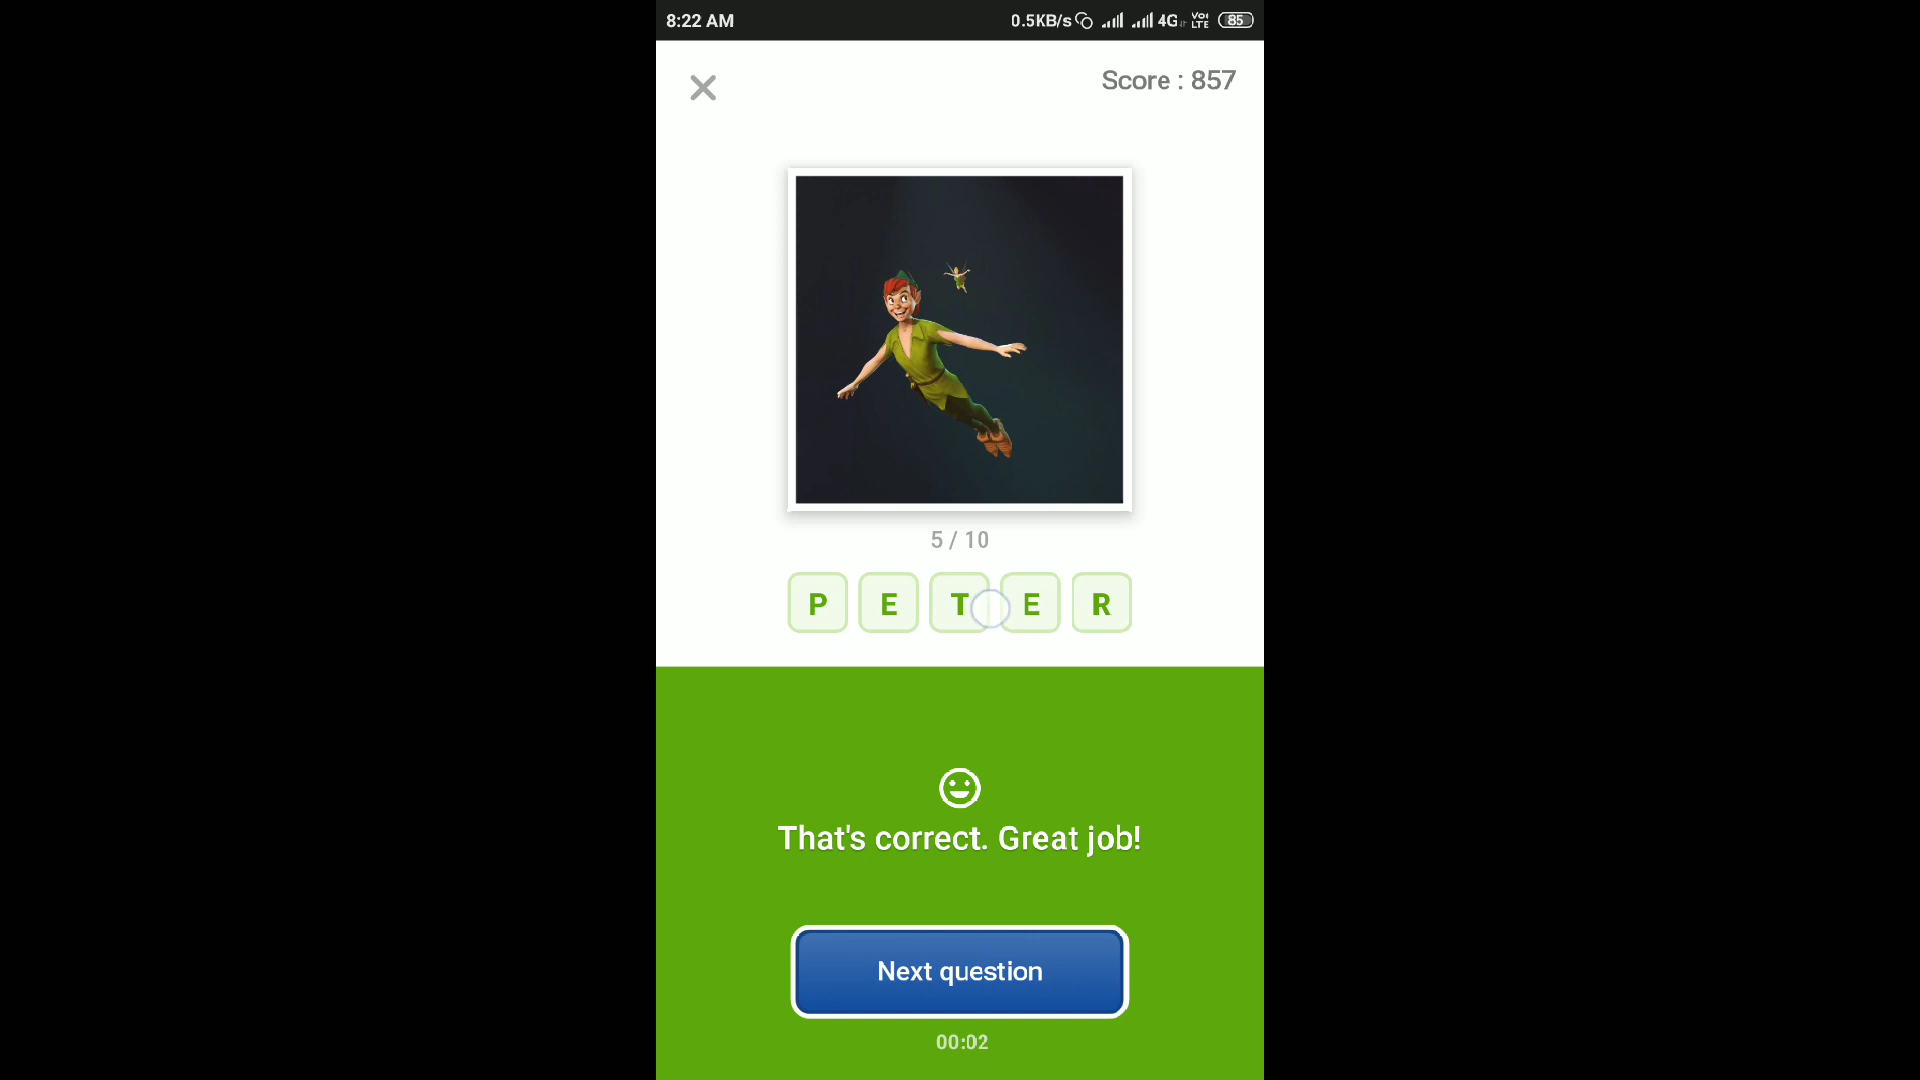 8:22 AM 0.5KB/s 4G VoLTE 85
Score : 857
5 / 10
P E T E R
That's correct. Great job!
Next question
00:02